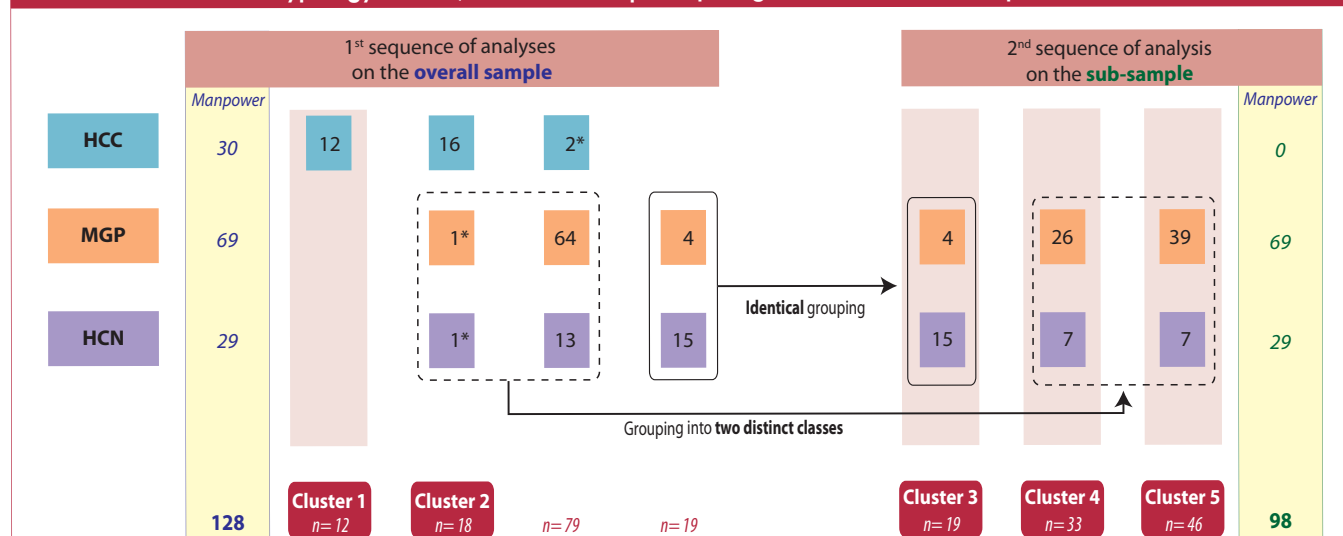 1st sequence of analyses
on the overall sample
2nd sequence of analysis
on the sub-sample
Manpower
Manpower
HCC
30
12
16
2*
0
MGP
69
1*
64
4
4
26
39
69
Identical grouping
HCN
29
1*
13
15
15
7
7
29
Grouping into two distinct classes
128
Cluster 1
n= 12
Cluster 2
n= 18
n= 79
n= 19
Cluster 3
n= 19
Cluster 4
n= 33
Cluster 5
n= 46
98